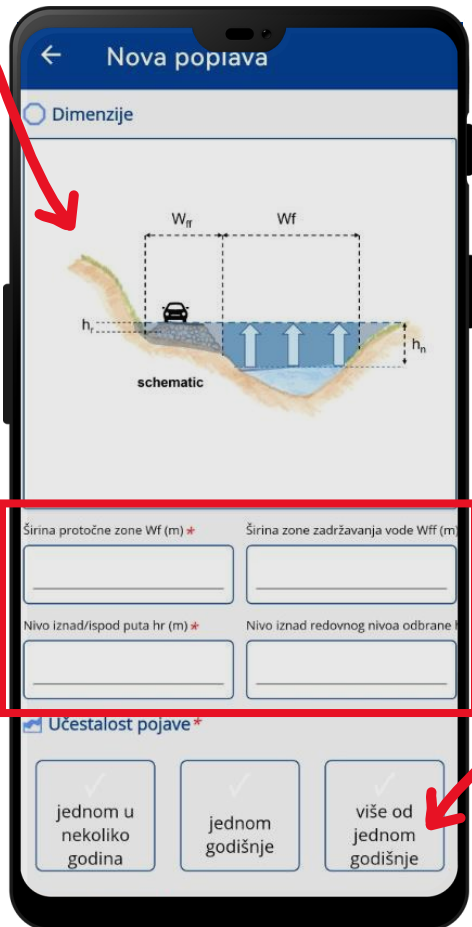 Nova poplava
Dimenzije
Wff Wf
hr
hn
schematic
Širina protočne zone Wf (m) * Širina zone zadržavanja vode Wff (m)
Nivo iznad/ispod puta hr (m) * Nivo iznad redovnog nivoa odbrane
Učestalost pojave*
jednom u
nekoliko
godina
jednom
godišnje
više od
jednom
godišnje